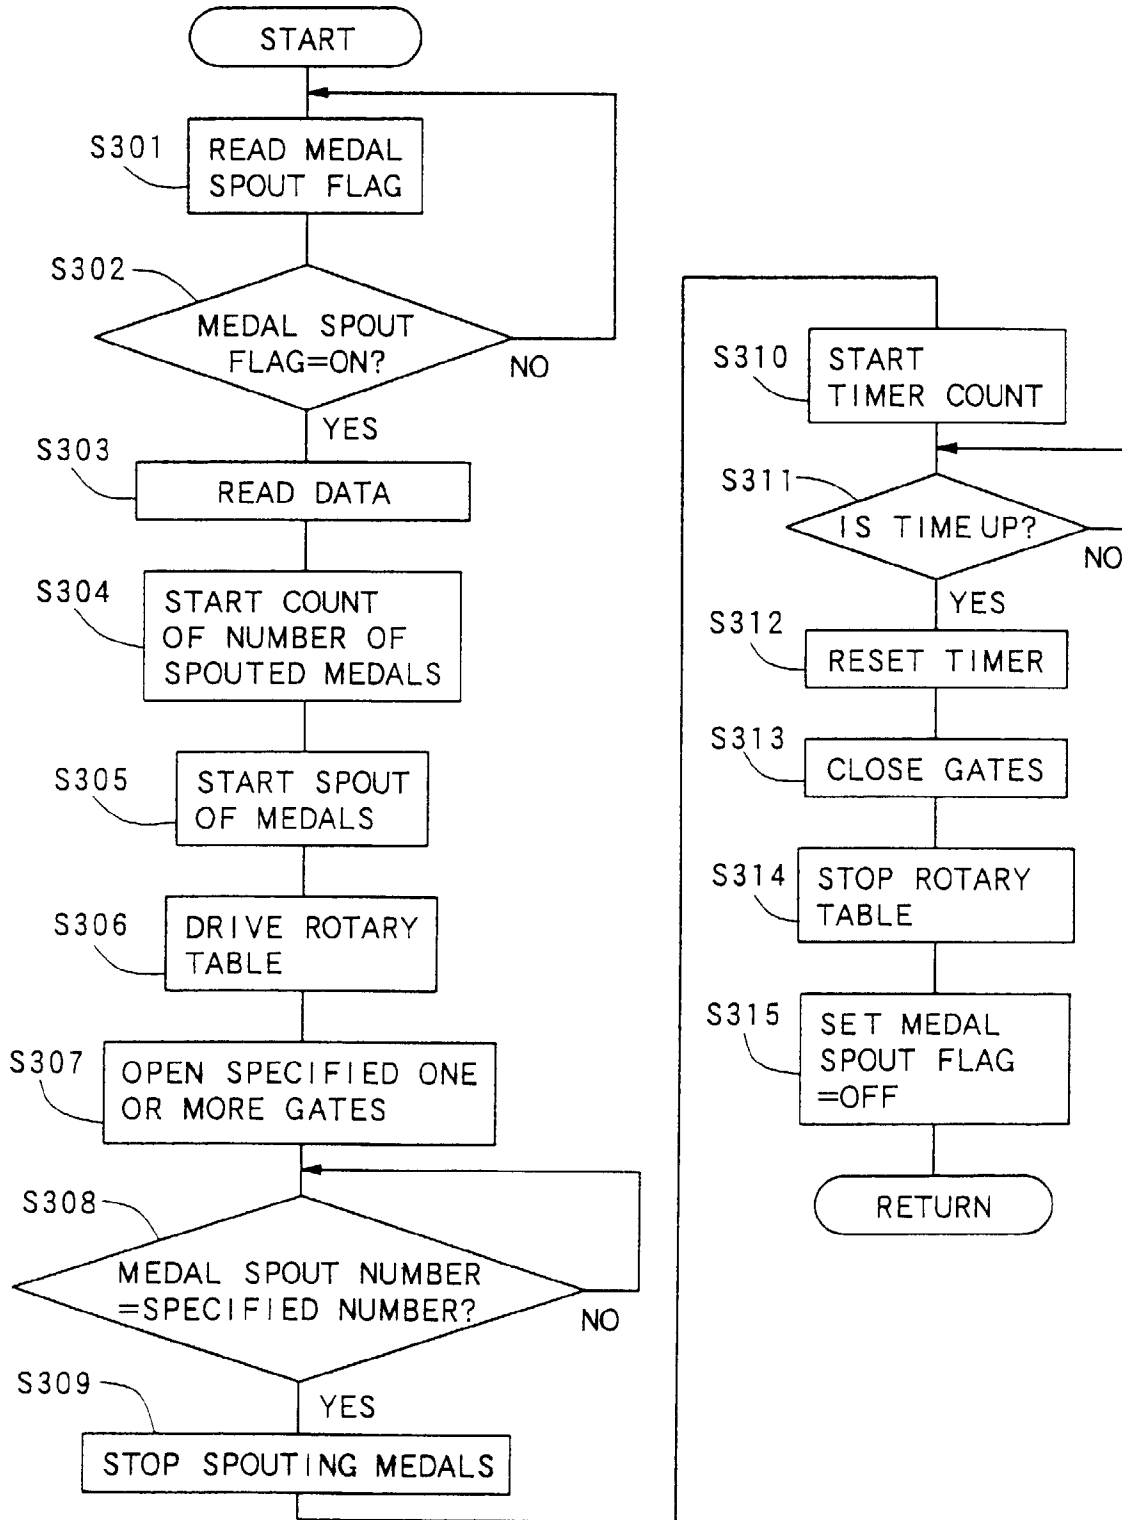 START
S301
READ MEDAL
SPOUT FLAG
S302
MEDAL SPOUT
FLAG=ON?
NO
YES
S303
READ DATA
S304
START COUNT
OF NUMBER OF
SPOUTED MEDALS
S305
START SPOUT
OF MEDALS
S306
DRIVE ROTARY
TABLE
S307
OPEN SPECIFIED ONE
OR MORE GATES
S308
MEDAL SPOUT NUMBER
=SPECIFIED NUMBER?
NO
YES
S309
STOP SPOUTING MEDALS
S310
START
TIMER COUNT
S311
IS TIME UP?
NO
YES
S312
RESET TIMER
S313
CLOSE GATES
S314
STOP ROTARY
TABLE
S315
SET MEDAL
SPOUT FLAG
=OFF
RETURN